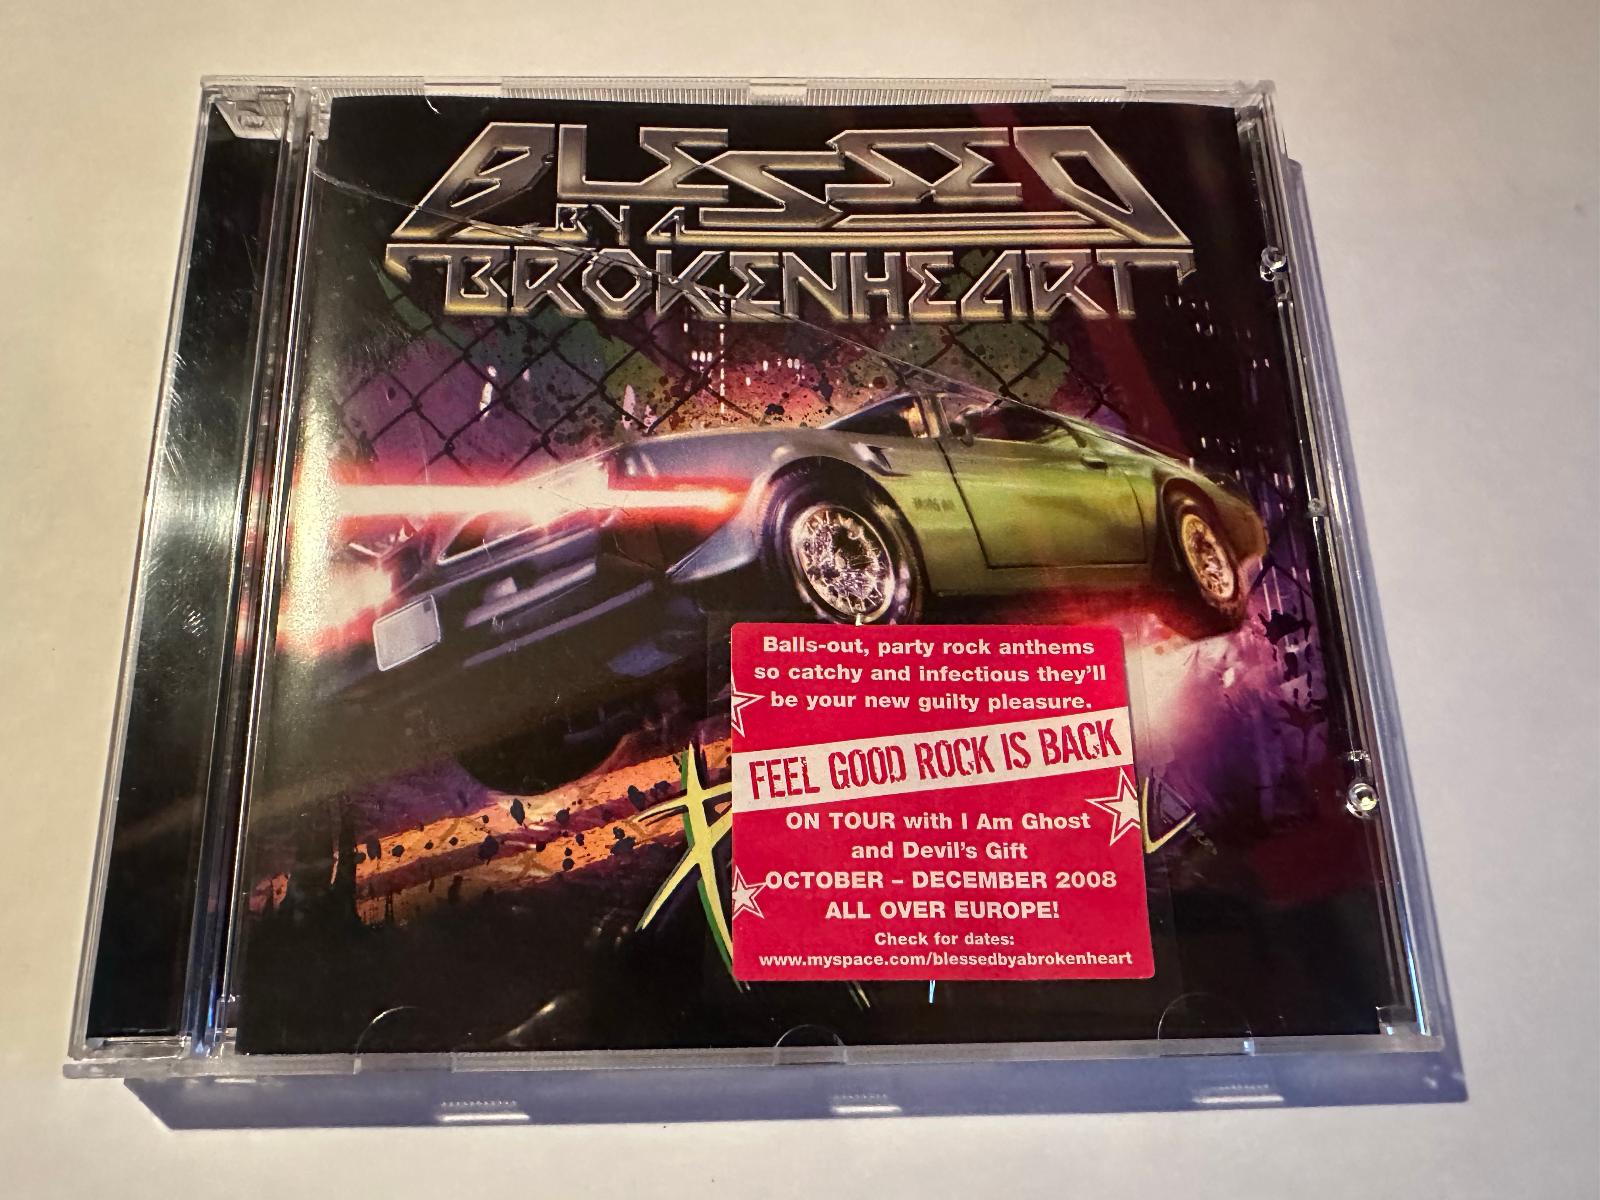 BLESSED
BY A
BROKENHEART
Balls-out, party rock anthems
so catchy and infectious they'll
be your new guilty pleasure.
FEEL GOOD ROCK IS BACK
ON TOUR with I Am Ghost
and Devil's Gift
OCTOBER – DECEMBER 2008
ALL OVER EUROPE!
Check for dates:
www.myspace.com/blessedbyabrokenheart